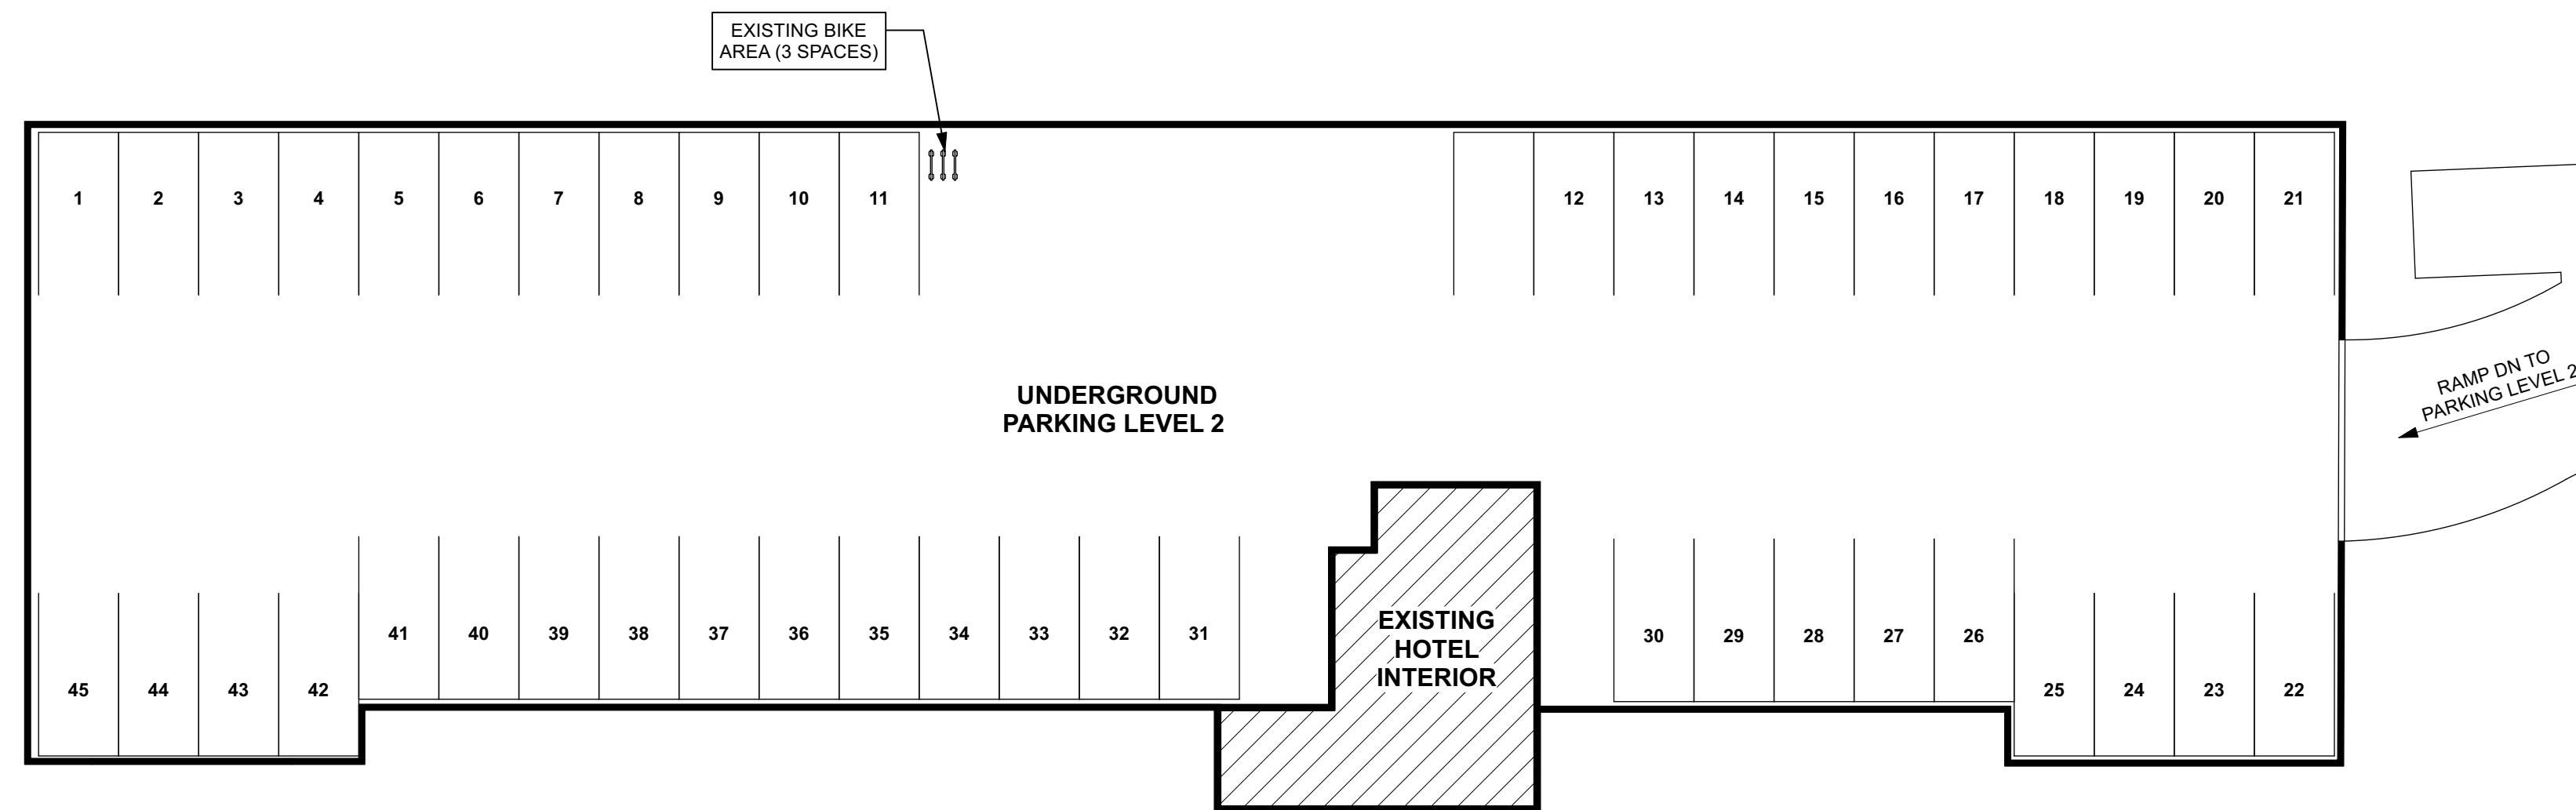 EXISTING BIKE
AREA (3 SPACES)
1 2 3 4 5 6 7 8 9 10 11 12 13 14 15 16 17 18 19 20 21
RAMP DN TO
PARKING LEVEL 2
UNDERGROUND
PARKING LEVEL 2
EXISTING
HOTEL
INTERIOR
41 40 39 38 37 36 35 34 33 32 31 30 29 28 27 26
45 44 43 42 25 24 23 22